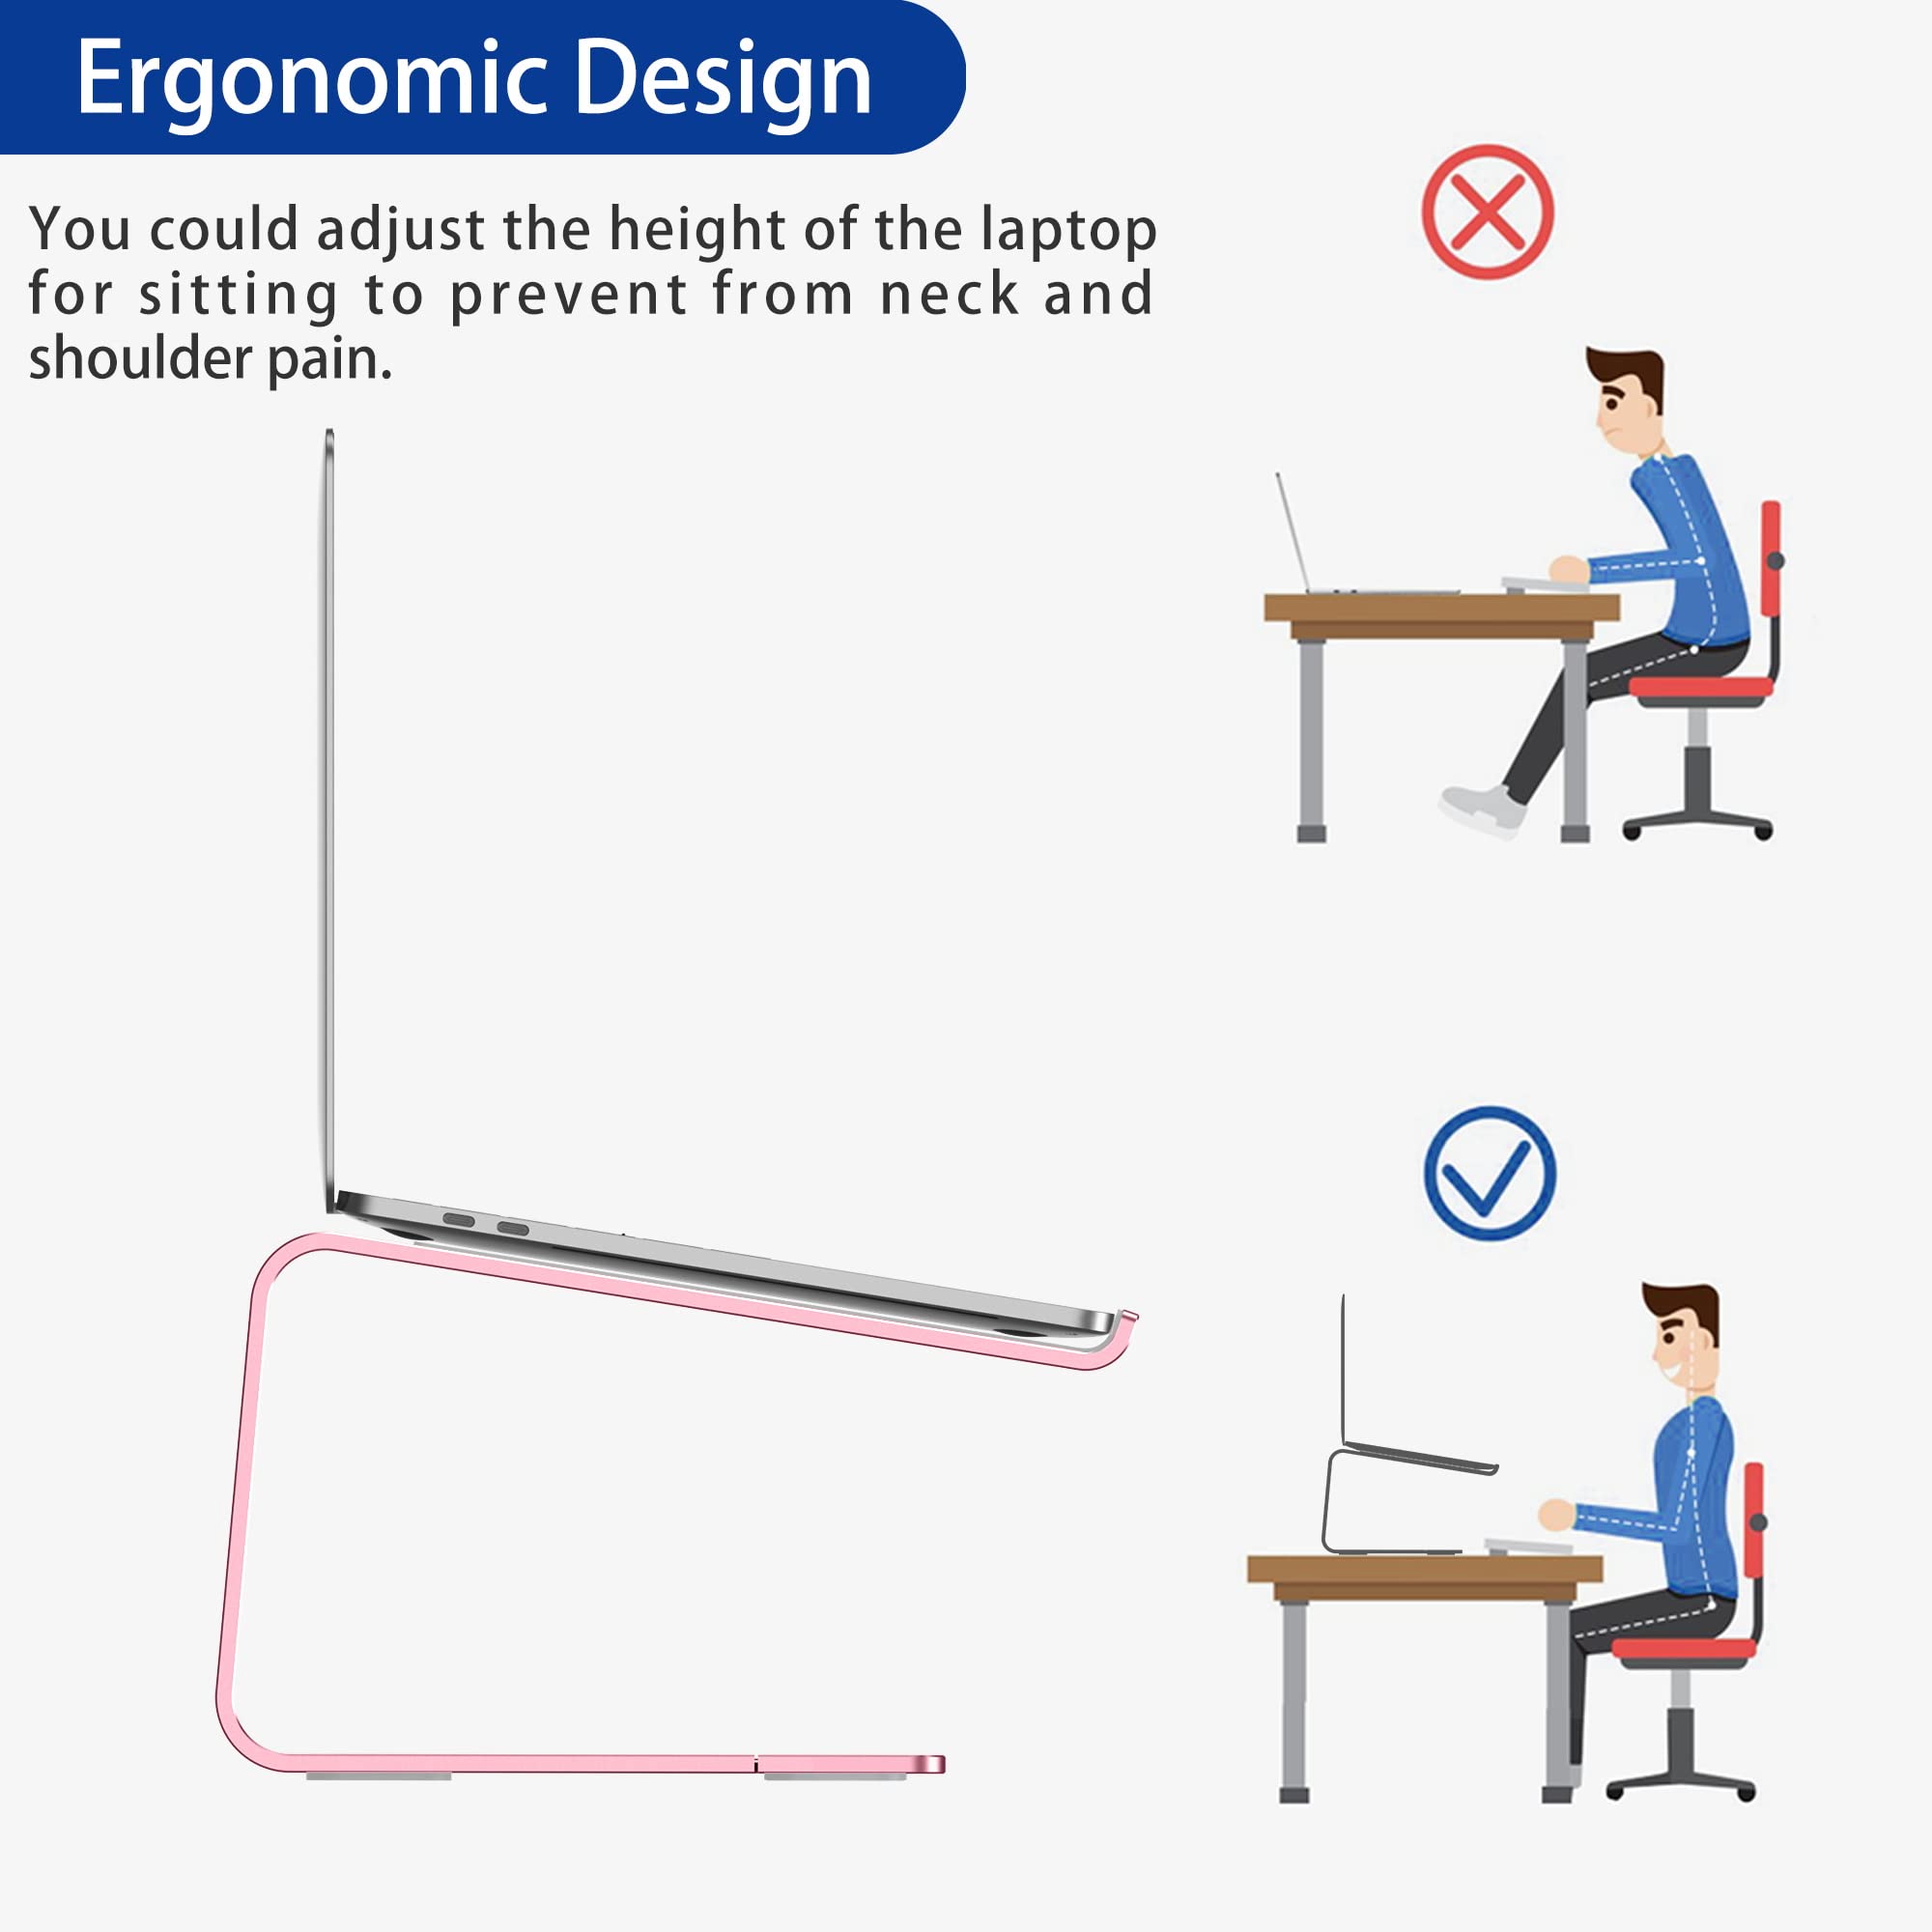 Ergonomic Design
You could adjust the height of the laptop
for sitting to prevent from neck and
shoulder pain.